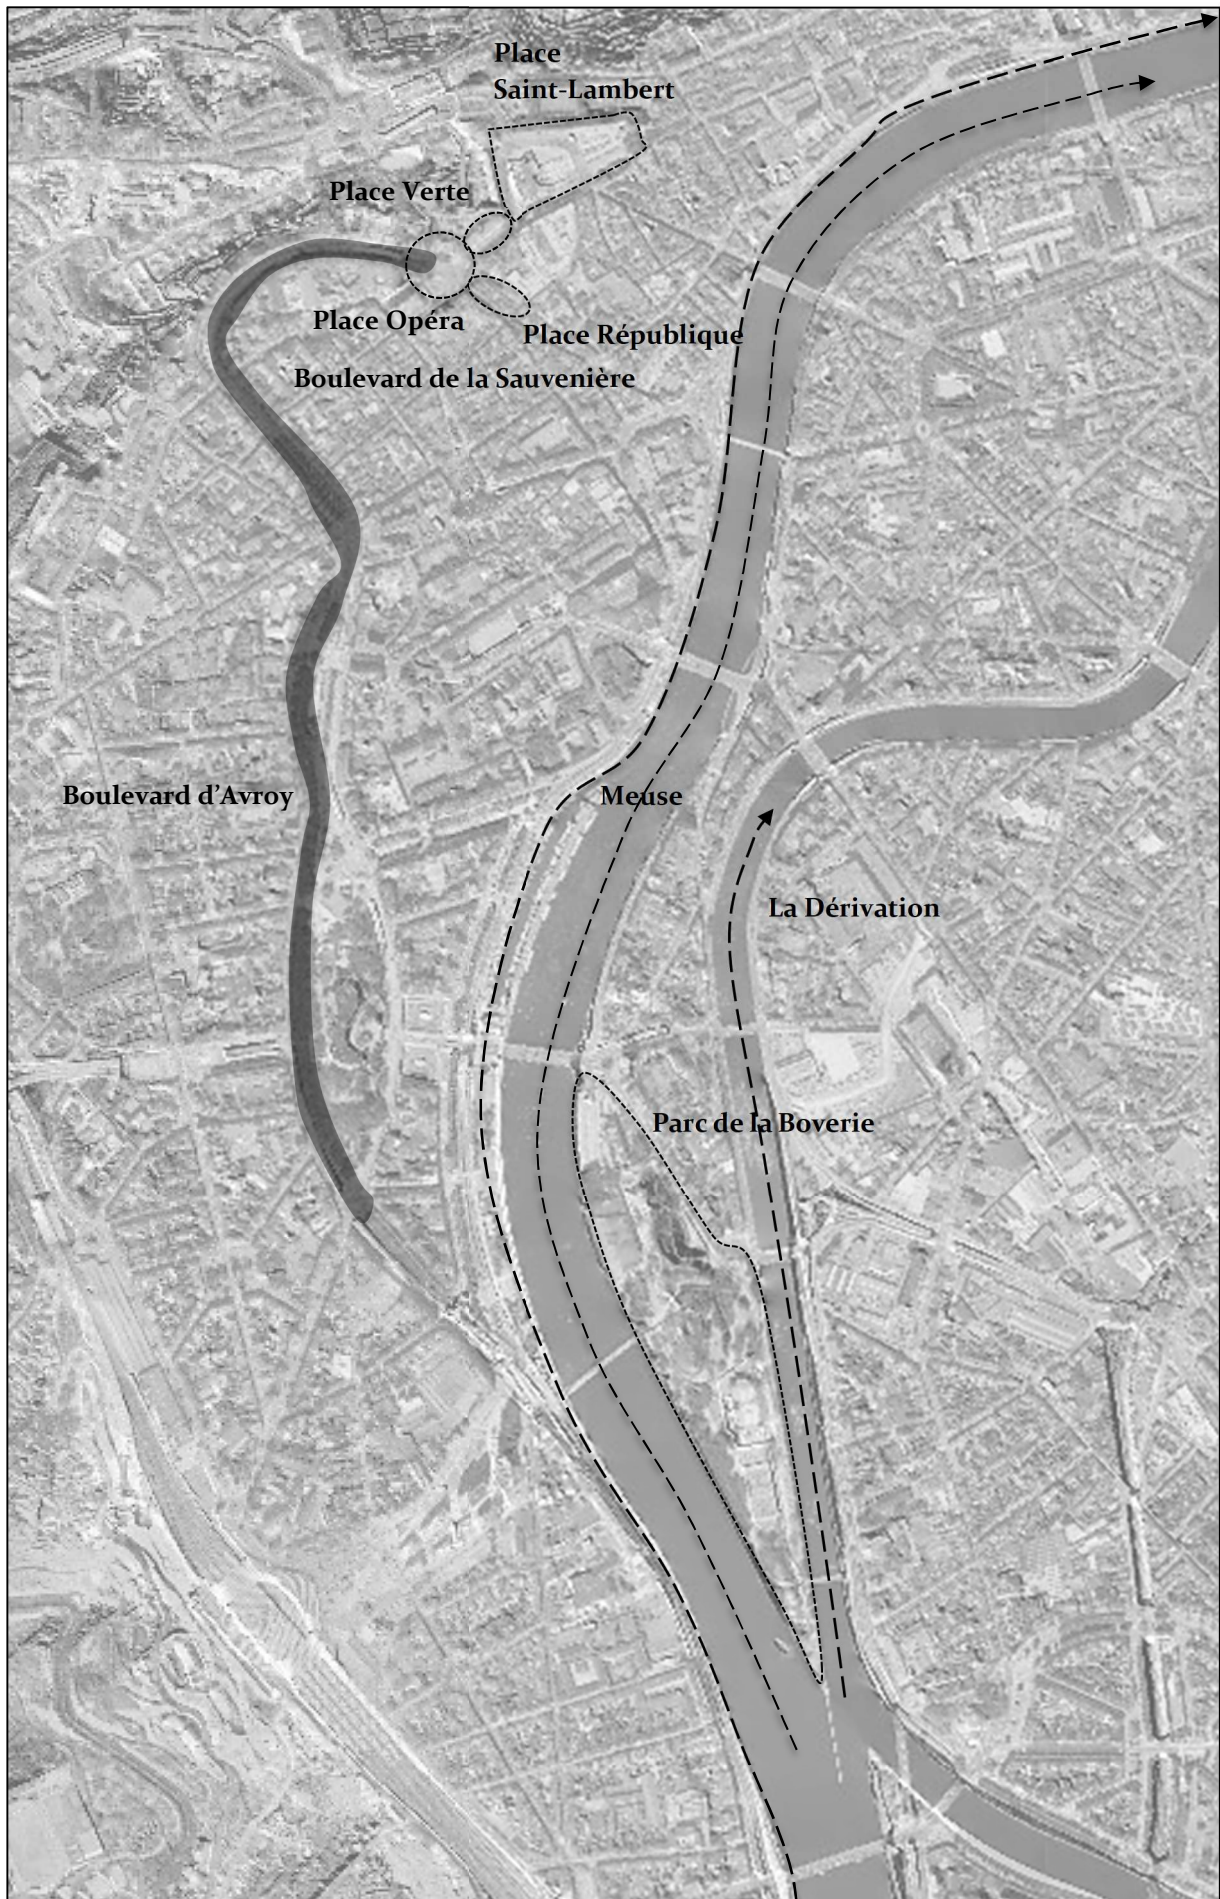 Place
Saint-Lambert
Place Verte
Place Opéra
Place République
Boulevard de la Sauvenière
Boulevard d’Avroy
Meuse
La Dérivation
Parc de la Boverie